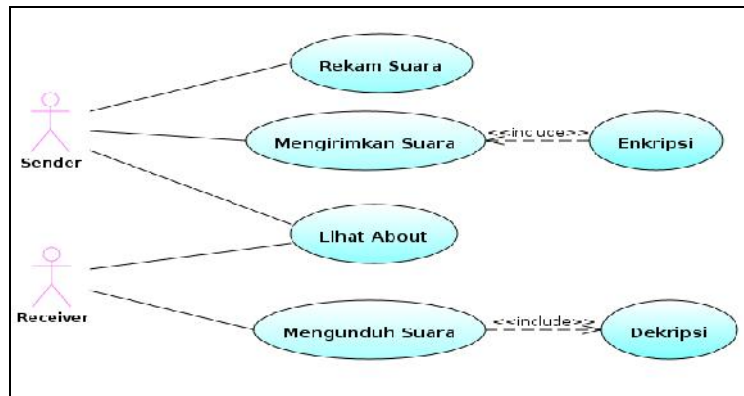 Rekam Suara
Sender
Mengirimkan Suara
<<include>>
Enkripsi
Lihat About
Receiver
Mengunduh Suara
<<include>>
Dekripsi